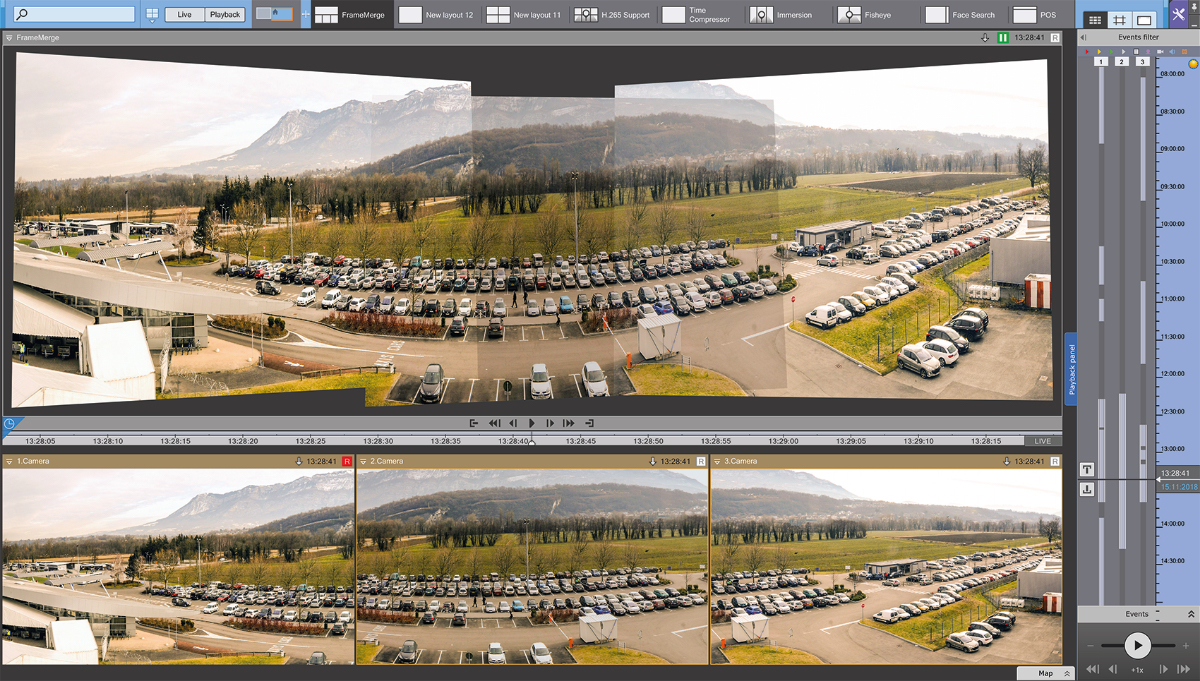 Live Playback FrameMerge New layout 12 New layout 11 H.265 Support Time Compressor Immersion Fisheye Face Search POS
FrameMerge 13:28:41 R
Events filter
1 2 3
08:00:00
08:30:00
09:00:00
09:30:00
10:00:00
10:30:00
11:00:00
11:30:00
12:00:00
12:30:00
13:00:00
13:28:41
15.11.2018
14:00:00
14:30:00
Playback panel
13:28:05 13:28:10 13:28:15 13:28:20 13:28:25 13:28:30 13:28:35 13:28:40 13:28:45 13:28:50 13:28:55 13:29:00 13:29:05 13:29:10 13:28:15 LIVE
1.Camera 13:28:41 R
2.Camera 13:28:41 R
3.Camera 13:28:41 R
Events
+1x
Map